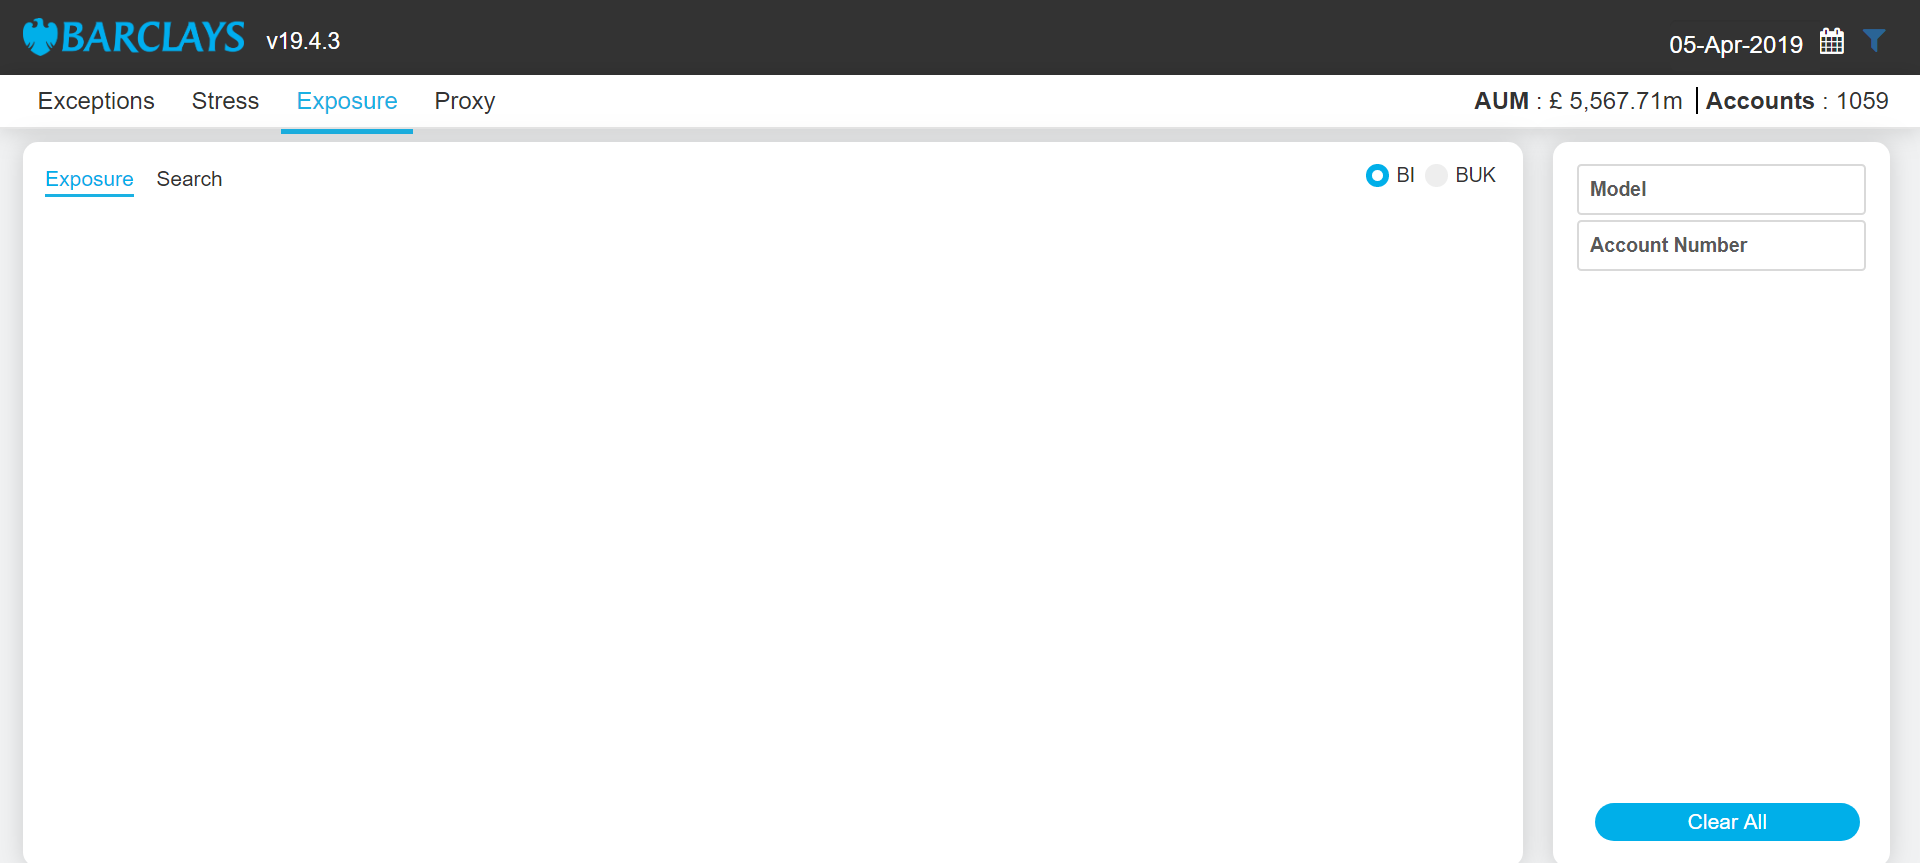 BARCLAYS v19.4.3
05-Apr-2019
Exceptions Stress Exposure Proxy
AUM : £ 5,567.71m | Accounts : 1059
Exposure Search
BI BUK
Model
Account Number
Clear All